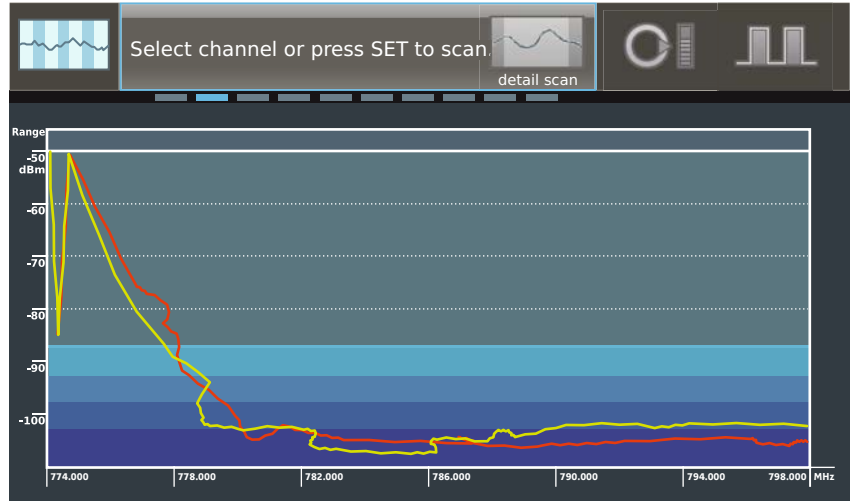 Select channel or press SET to scan.
detail scan
Range
-50
dBm
-60
-70
-80
-90
-100
774.000 778.000 782.000 786.000 790.000 794.000 798.000 MHz